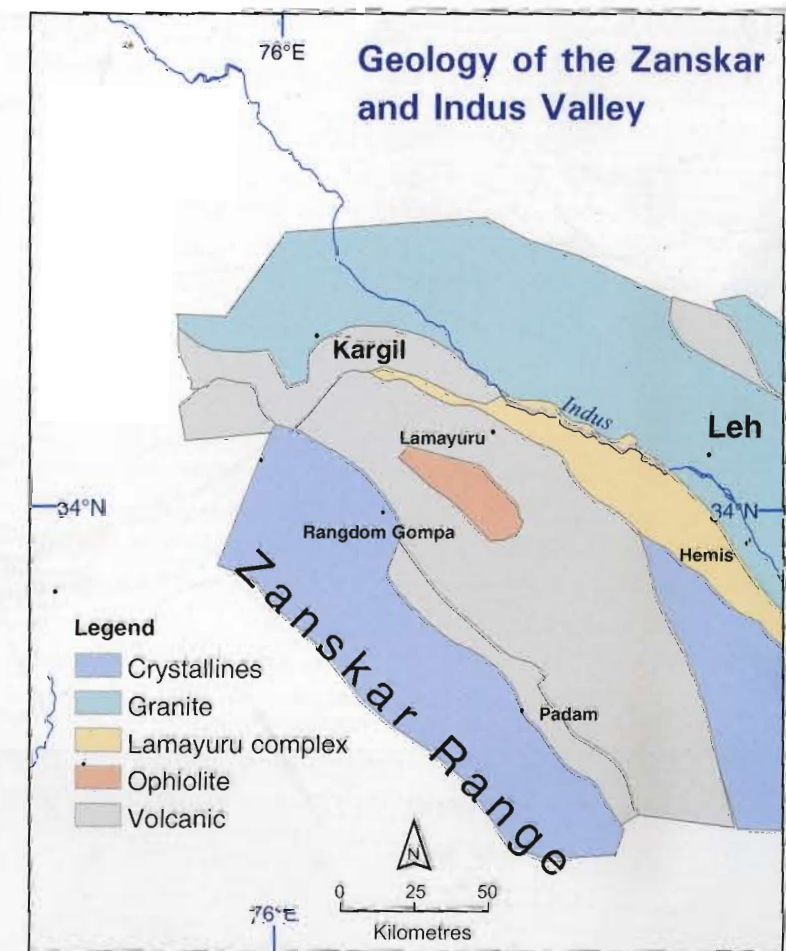 76°E
Geology of the Zanskar
and Indus Valley
Kargil
Indus
Lamayuru
Leh
34°N
34°N
Rangdom Gompa
Hemis
Zanskar Range
Legend
Crystallines
Granite
Lamayuru complex
Ophiolite
Volcanic
Padam
N
0 25 50
Kilometres
76°E